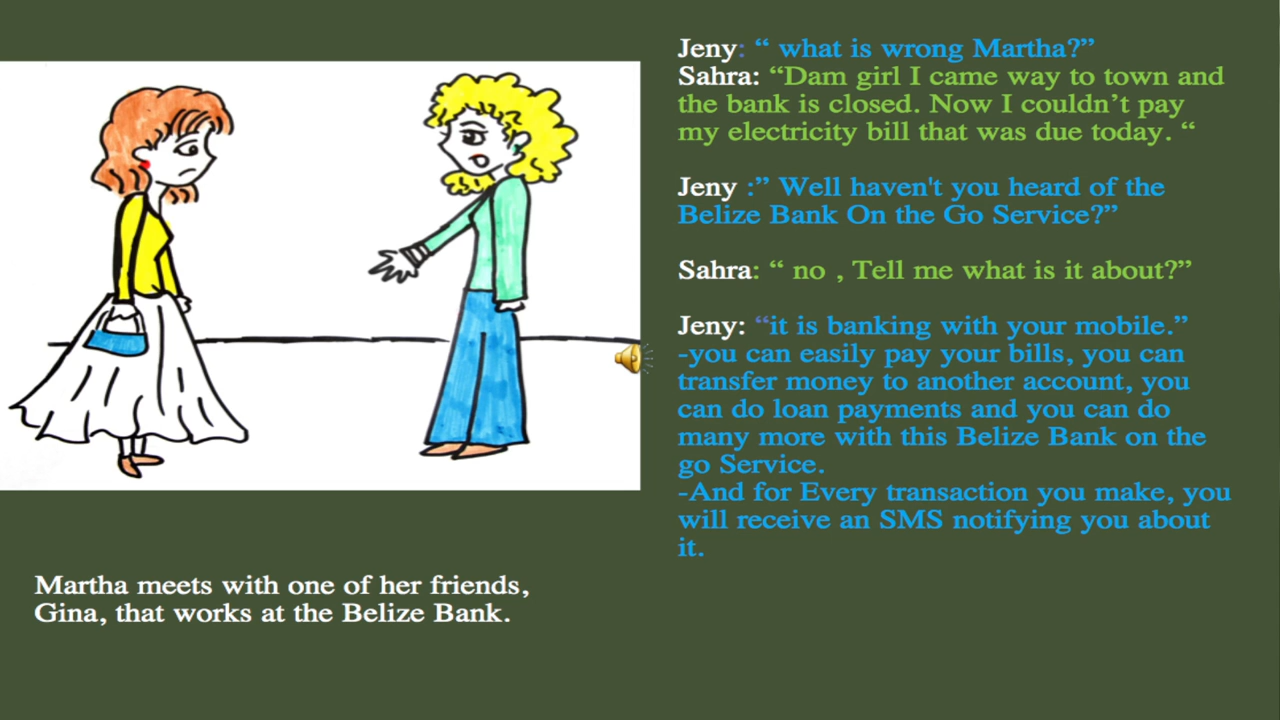 Jeny: “ what is wrong Martha?”
Sahra: “Dam girl I came way to town and
the bank is closed. Now I couldn’t pay
my electricity bill that was due today. “
Jeny :” Well haven't you heard of the
Belize Bank On the Go Service?”
Sahra: “ no , Tell me what is it about?”
Jeny: “it is banking with your mobile.”
-you can easily pay your bills, you can
transfer money to another account, you
can do loan payments and you can do
many more with this Belize Bank on the
go Service.
-And for Every transaction you make, you
will receive an SMS notifying you about
it.
Martha meets with one of her friends,
Gina, that works at the Belize Bank.